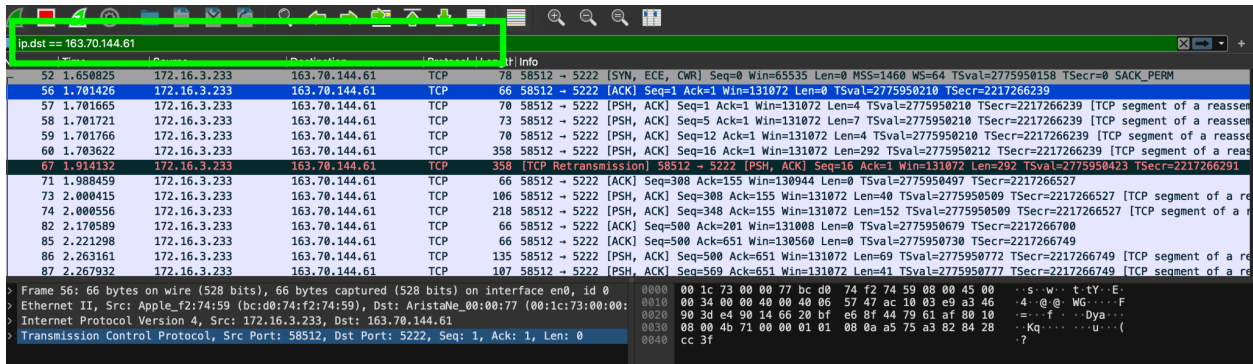 ip.dst == 163.70.144.61
Time Source Destination Protocol Length Info
52 1.650825 172.16.3.233 163.70.144.61 TCP 78 58512 → 5222 [SYN, ECE, CWR] Seq=0 Win=65535 Len=0 MSS=1460 WS=64 TSval=2775950158 TSecr=0 SACK_PERM
56 1.701426 172.16.3.233 163.70.144.61 TCP 66 58512 → 5222 [ACK] Seq=1 Ack=1 Win=131072 Len=0 TSval=2775950210 TSecr=2217266239
57 1.701665 172.16.3.233 163.70.144.61 TCP 70 58512 → 5222 [PSH, ACK] Seq=1 Ack=1 Win=131072 Len=4 TSval=2775950210 TSecr=2217266239 [TCP segment of a reassem
58 1.701721 172.16.3.233 163.70.144.61 TCP 73 58512 → 5222 [PSH, ACK] Seq=5 Ack=1 Win=131072 Len=7 TSval=2775950210 TSecr=2217266239 [TCP segment of a reassem
59 1.701766 172.16.3.233 163.70.144.61 TCP 70 58512 → 5222 [PSH, ACK] Seq=12 Ack=1 Win=131072 Len=4 TSval=2775950210 TSecr=2217266239 [TCP segment of a reasse
60 1.703622 172.16.3.233 163.70.144.61 TCP 358 58512 → 5222 [PSH, ACK] Seq=16 Ack=1 Win=131072 Len=292 TSval=2775950212 TSecr=2217266239 [TCP segment of a reas
67 1.914132 172.16.3.233 163.70.144.61 TCP 358 [TCP Retransmission] 58512 → 5222 [PSH, ACK] Seq=16 Ack=1 Win=131072 Len=292 TSval=2775950423 TSecr=2217266291
71 1.988459 172.16.3.233 163.70.144.61 TCP 66 58512 → 5222 [ACK] Seq=308 Ack=155 Win=130944 Len=0 TSval=2775950497 TSecr=2217266527
73 2.000415 172.16.3.233 163.70.144.61 TCP 106 58512 → 5222 [PSH, ACK] Seq=308 Ack=155 Win=131072 Len=40 TSval=2775950509 TSecr=2217266527 [TCP segment of a re
74 2.000556 172.16.3.233 163.70.144.61 TCP 218 58512 → 5222 [PSH, ACK] Seq=348 Ack=155 Win=131072 Len=152 TSval=2775950509 TSecr=2217266527 [TCP segment of a r
82 2.170589 172.16.3.233 163.70.144.61 TCP 66 58512 → 5222 [ACK] Seq=500 Ack=201 Win=131008 Len=0 TSval=2775950679 TSecr=2217266700
85 2.221298 172.16.3.233 163.70.144.61 TCP 66 58512 → 5222 [ACK] Seq=500 Ack=651 Win=130560 Len=0 TSval=2775950730 TSecr=2217266749
86 2.263161 172.16.3.233 163.70.144.61 TCP 135 58512 → 5222 [PSH, ACK] Seq=500 Ack=651 Win=131072 Len=69 TSval=2775950772 TSecr=2217266749 [TCP segment of a re
87 2.267932 172.16.3.233 163.70.144.61 TCP 107 58512 → 5222 [PSH, ACK] Seq=569 Ack=651 Win=131072 Len=41 TSval=2775950777 TSecr=2217266749 [TCP segment of a re
Frame 56: 66 bytes on wire (528 bits), 66 bytes captured (528 bits) on interface en0, id 0
Ethernet II, Src: Apple_f2:74:59 (bc:d0:74:f2:74:59), Dst: AristaNe_00:00:77 (00:1c:73:00:00:
Internet Protocol Version 4, Src: 172.16.3.233, Dst: 163.70.144.61
Transmission Control Protocol, Src Port: 58512, Dst Port: 5222, Seq: 1, Ack: 1, Len: 0
0000 00 1c 73 00 00 77 bc d0 74 f2 74 59 08 00 45 00 ··s··w·· t·tY··E·
0010 00 34 00 00 40 00 40 06 57 47 ac 10 03 e9 a3 46 ·4··@·@· WG·····F
0020 90 3d e4 90 14 66 20 bf e6 8f 44 79 61 af 80 10 ·=···f · ··Dya···
0030 08 00 4b 71 00 00 01 01 08 0a a5 75 a3 82 84 28 ··Kq···· ···u···(
0040 cc 3f ·?